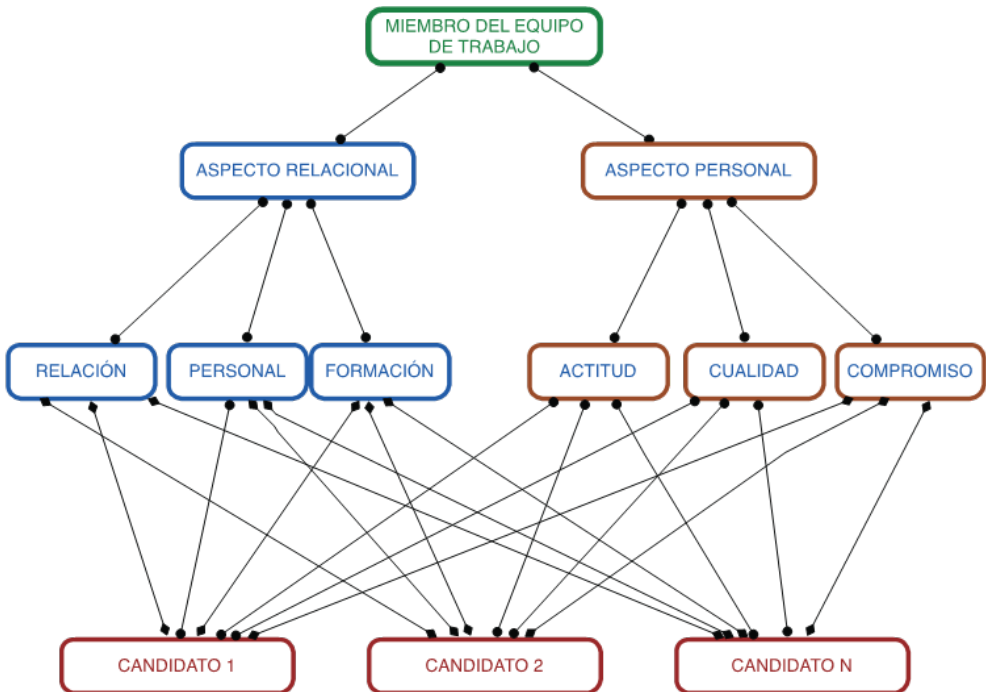 MIEMBRO DEL EQUIPO
DE TRABAJO
ASPECTO RELACIONAL
ASPECTO PERSONAL
RELACIÓN
PERSONAL
FORMACIÓN
ACTITUD
CUALIDAD
COMPROMISO
CANDIDATO 1
CANDIDATO 2
CANDIDATO N